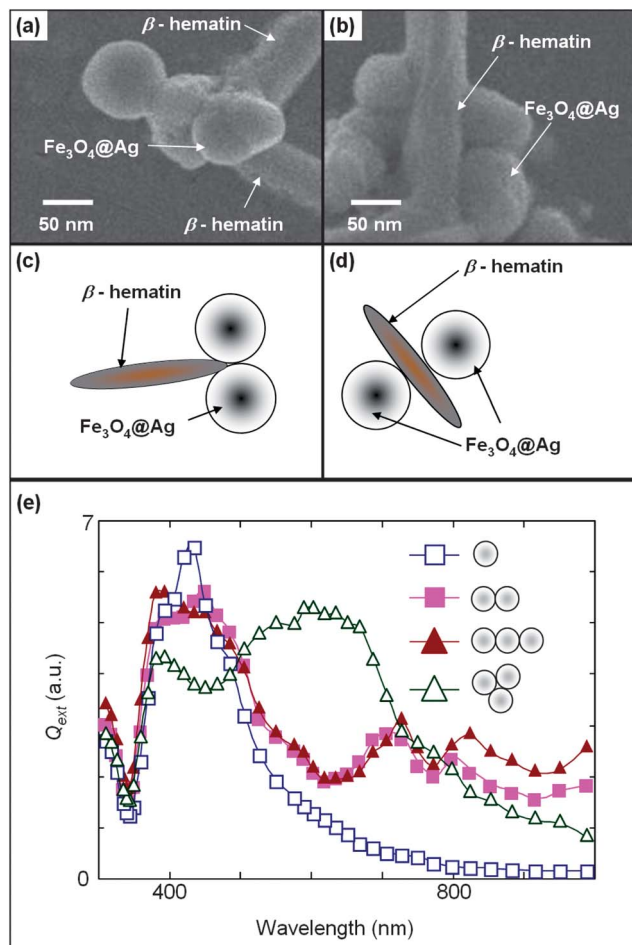 (a)
β - hematin
Fe₃O₄@Ag
50 nm
β - hematin
(b)
β - hematin
Fe₃O₄@Ag
50 nm
(c)
β - hematin
Fe₃O₄@Ag
(d)
β - hematin
Fe₃O₄@Ag
(e)
7
Qext (a.u.)
0
400
800
Wavelength (nm)